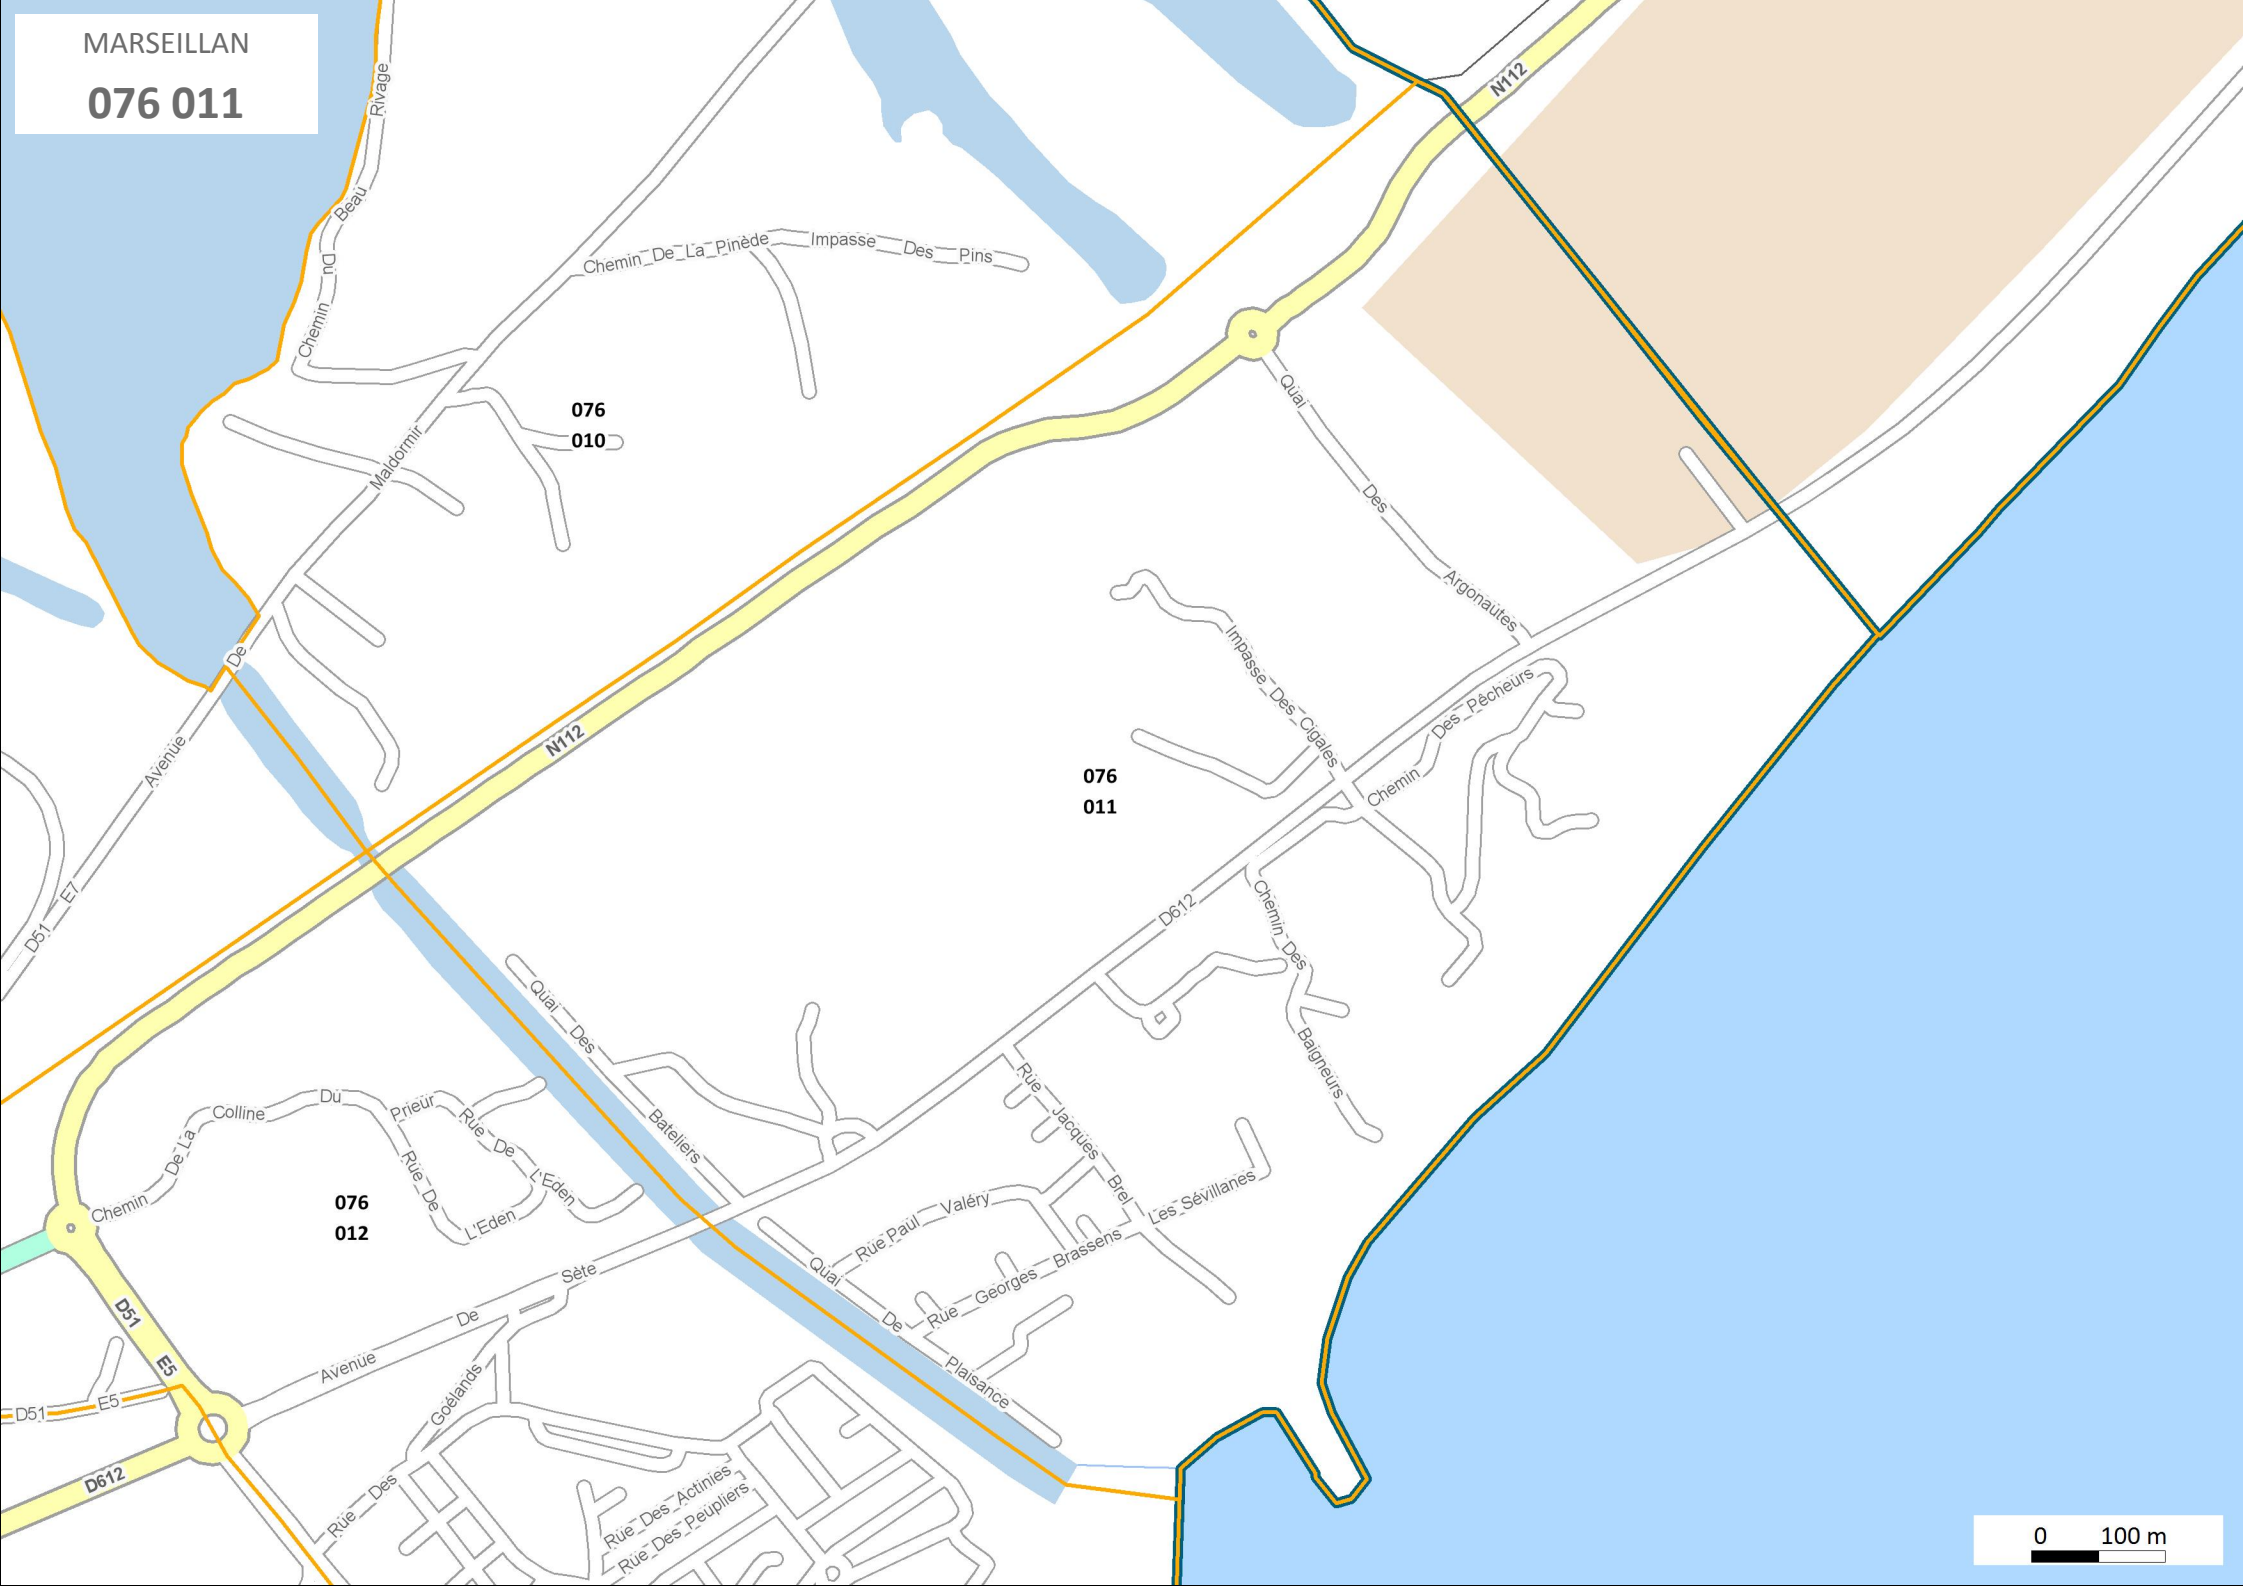 MARSEILLAN
076 011
N112
Chemin Du Beau Rivage
Chemin De La Pinède
Impasse Des Pins
Quai Des Argonautes
076
010
Avenue De Maldormir
Impasse Des Cigales
Chemin Des Pêcheurs
N112
076
011
D51 E7
D612
Chemin Des Baigneurs
Quai Des Bateliers
Rue Jacques Brel
Chemin De La Colline Du Prieur
Rue De L'Eden
Rue De L'Eden
076
012
Les Sévillanes
Rue Paul Valéry
Rue Georges Brassens
Quai De Plaisance
Avenue De Sète
D51 E5
D51 E5
D612
Rue Des Goélands
Rue Des Actinies
Rue Des Peupliers
0 100 m